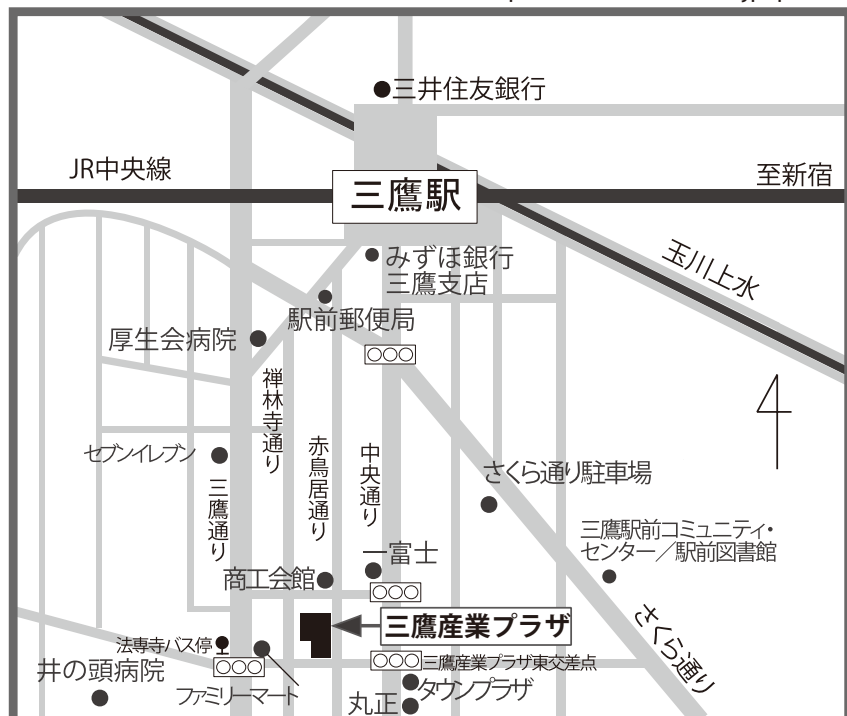 三井住友銀行
JR中央線
三鷹駅
至新宿
みずほ銀行
三鷹支店
玉川上水
駅前郵便局
厚生会病院
禅林寺通り
赤鳥居通り
中央通り
セブンイレブン
三鷹通り
さくら通り駐車場
三鷹駅前コミュニティ・
センター/駅前図書館
一富士
商工会館
三鷹産業プラザ
さくら通り
法専寺バス停
三鷹産業プラザ東交差点
井の頭病院
ファミリーマート
タウンプラザ
丸正